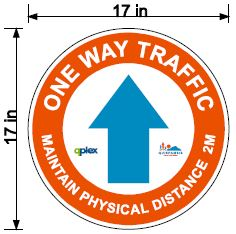 17 in
17 in
ONE WAY TRAFFIC
qplex
MAINTAIN PHYSICAL DISTANCE 2M